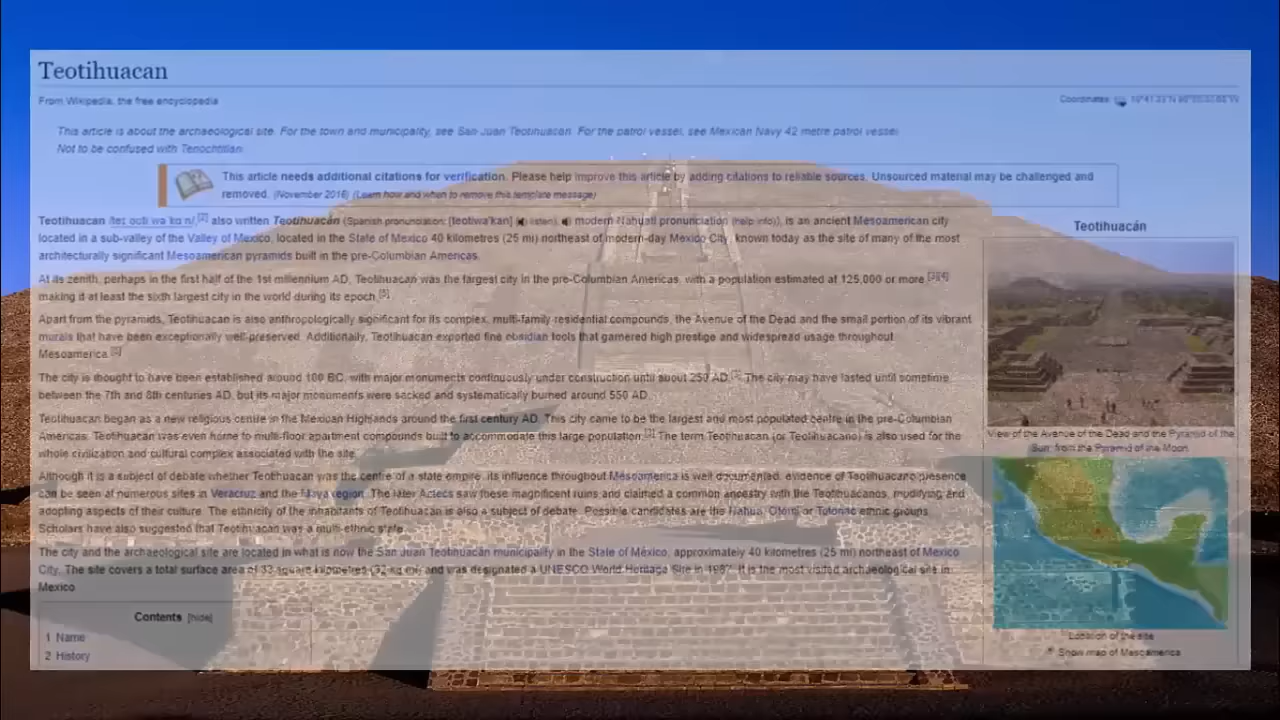 Teotihuacan
From Wikipedia, the free encyclopedia
Coordinates
This article is about the archaeological site. For the town and municipality, see San Juan Teotihuacan. For the patrol vessel, see Mexican Navy 42 metre patrol vessel.
Not to be confused with Tenochtitlan.
This article needs additional citations for verification. Please help improve this article by adding citations to reliable sources. Unsourced material may be challenged and
removed. (November 2016) (Learn how and when to remove this template message)
Teotihuacan [2] also written Teotihuacán (Spanish pronunciation: [teotiwaˈkan] (listen), modern Nahuatl pronunciation (help·info)), is an ancient Mesoamerican city
located in a sub-valley of the Valley of Mexico, located in the State of Mexico 40 kilometres (25 mi) northeast of modern-day Mexico City, known today as the site of many of the most
architecturally significant Mesoamerican pyramids built in the pre-Columbian Americas.
At its zenith, perhaps in the first half of the 1st millennium AD, Teotihuacan was the largest city in the pre-Columbian Americas, with a population estimated at 125,000 or more,[3][4]
making it at least the sixth largest city in the world during its epoch.[5]
Apart from the pyramids, Teotihuacan is also anthropologically significant for its complex, multi-family residential compounds, the Avenue of the Dead and the small portion of its vibrant
murals that have been exceptionally well-preserved. Additionally, Teotihuacan exported fine obsidian tools that garnered high prestige and widespread usage throughout
Mesoamerica.
The city is thought to have been established around 100 BC, with major monuments continuously under construction until about 250 AD. The city may have lasted until sometime
between the 7th and 8th centuries AD, but its major monuments were sacked and systematically burned around 550 AD.
Teotihuacan began as a new religious centre in the Mexican Highlands around the first century AD. This city came to be the largest and most populated centre in the pre-Columbian
Americas. Teotihuacan was even home to multi-floor apartment compounds built to accommodate this large population. The term Teotihuacan (or Teotihuacano) is also used for the
whole civilization and cultural complex associated with the site.
Although it is a subject of debate whether Teotihuacan was the centre of a state empire, its influence throughout Mesoamerica is well documented; evidence of Teotihuacano presence
can be seen at numerous sites in Veracruz and the Maya region. The later Aztecs saw these magnificent ruins and claimed a common ancestry with the Teotihuacanos, modifying and
adopting aspects of their culture. The ethnicity of the inhabitants of Teotihuacan is also a subject of debate. Possible candidates are the Nahua, Otomi or Totonac ethnic groups.
Scholars have also suggested that Teotihuacan was a multi-ethnic state.
The city and the archaeological site are located in what is now the San Juan Teotihuacán municipality in the State of México, approximately 40 kilometres (25 mi) northeast of Mexico
City. The site covers a total surface area of 83 square kilometres (32 sq mi) and was designated a UNESCO World Heritage Site in 1987. It is the most visited archaeological site in
Mexico.
Contents [hide]
1 Name
2 History
Teotihuacán
View of the Avenue of the Dead and the Pyramid of the
Sun, from the Pyramid of the Moon.
Location of the site
Show map of Mesoamerica